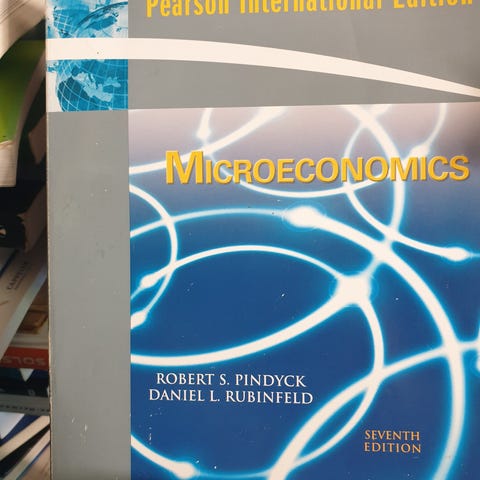 Pearson International Edition
MICROECONOMICS
ROBERT S. PINDYCK
DANIEL L. RUBINFELD
SEVENTH
EDITION